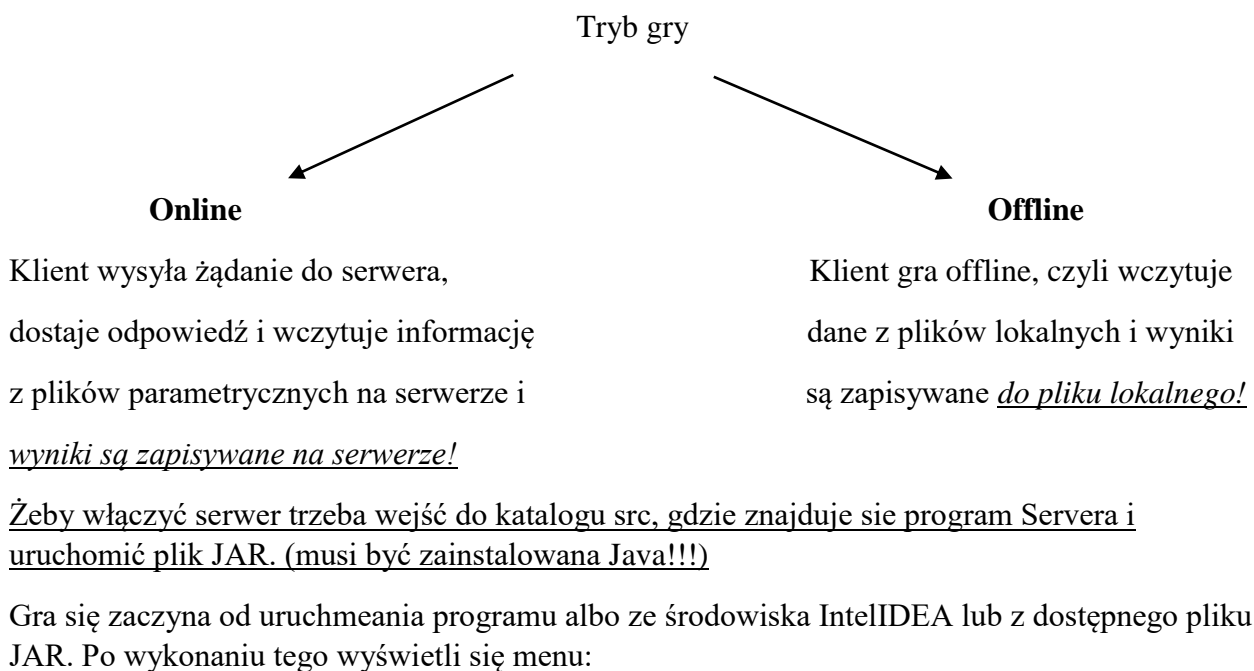 Tryb gry
Online
Klient wysyła żądanie do serwera,
dostaje odpowiedź i wczytuje informację
z plików parametrycznych na serwerze i
wyniki są zapisywane na serwerze!
Offline
Klient gra offline, czyli wczytuje
dane z plików lokalnych i wyniki
są zapisywane do pliku lokalnego!
Żeby włączyć serwer trzeba wejść do katalogu src, gdzie znajduje sie program Servera i
uruchomić plik JAR. (musi być zainstalowana Java!!!)
Gra się zaczyna od uruchmeania programu albo ze środowiska IntelIDEA lub z dostępnego pliku
JAR. Po wykonaniu tego wyświetli się menu: